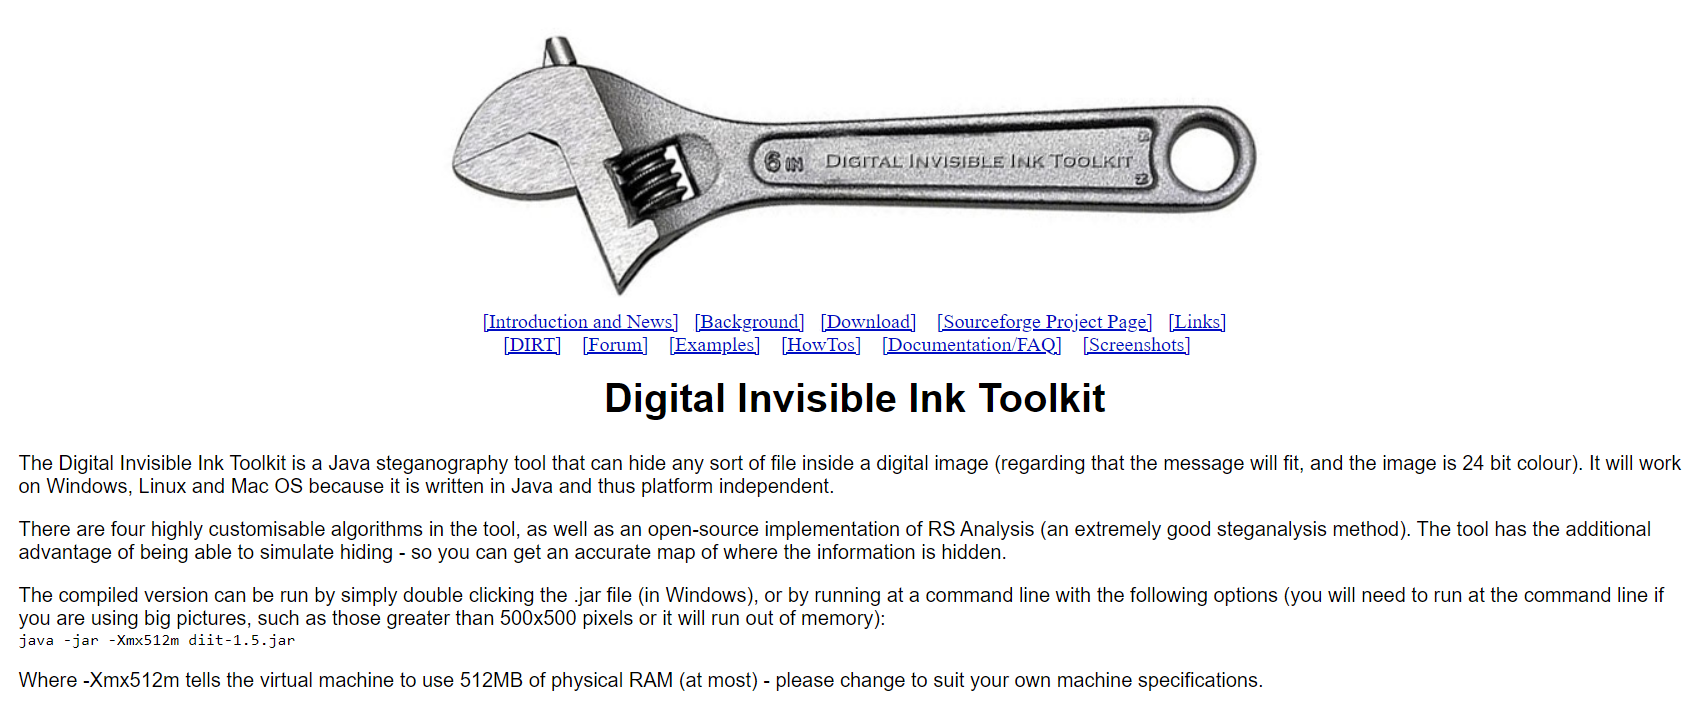 6 IN DIGITAL INVISIBLE INK TOOLKIT
[Introduction and News] [Background] [Download] [Sourceforge Project Page] [Links]
[DIRT] [Forum] [Examples] [HowTos] [Documentation/FAQ] [Screenshots]
Digital Invisible Ink Toolkit
The Digital Invisible Ink Toolkit is a Java steganography tool that can hide any sort of file inside a digital image (regarding that the message will fit, and the image is 24 bit colour). It will work
on Windows, Linux and Mac OS because it is written in Java and thus platform independent.
There are four highly customisable algorithms in the tool, as well as an open-source implementation of RS Analysis (an extremely good steganalysis method). The tool has the additional
advantage of being able to simulate hiding - so you can get an accurate map of where the information is hidden.
The compiled version can be run by simply double clicking the .jar file (in Windows), or by running at a command line with the following options (you will need to run at the command line if
you are using big pictures, such as those greater than 500x500 pixels or it will run out of memory):
java -jar -Xmx512m diit-1.5.jar
Where -Xmx512m tells the virtual machine to use 512MB of physical RAM (at most) - please change to suit your own machine specifications.